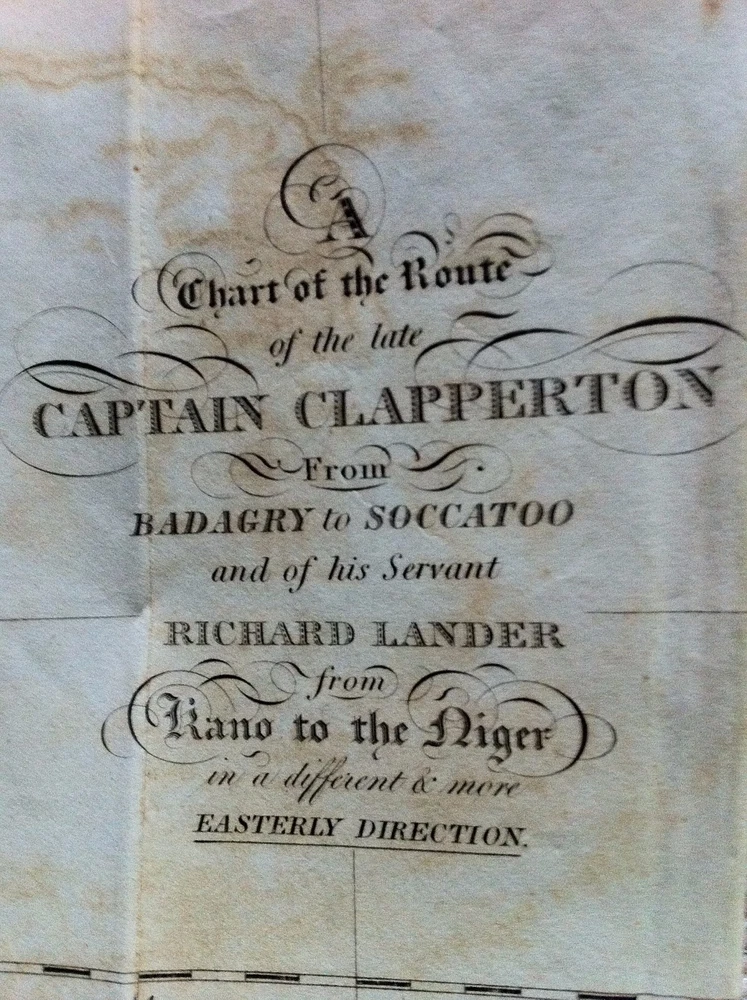 A
Chart of the Route
of the late
CAPTAIN CLAPPERTON
From
BADAGRY to SOCCATOO
and of his Servant
RICHARD LANDER
from
Kano to the Niger
in a different & more
EASTERLY DIRECTION.